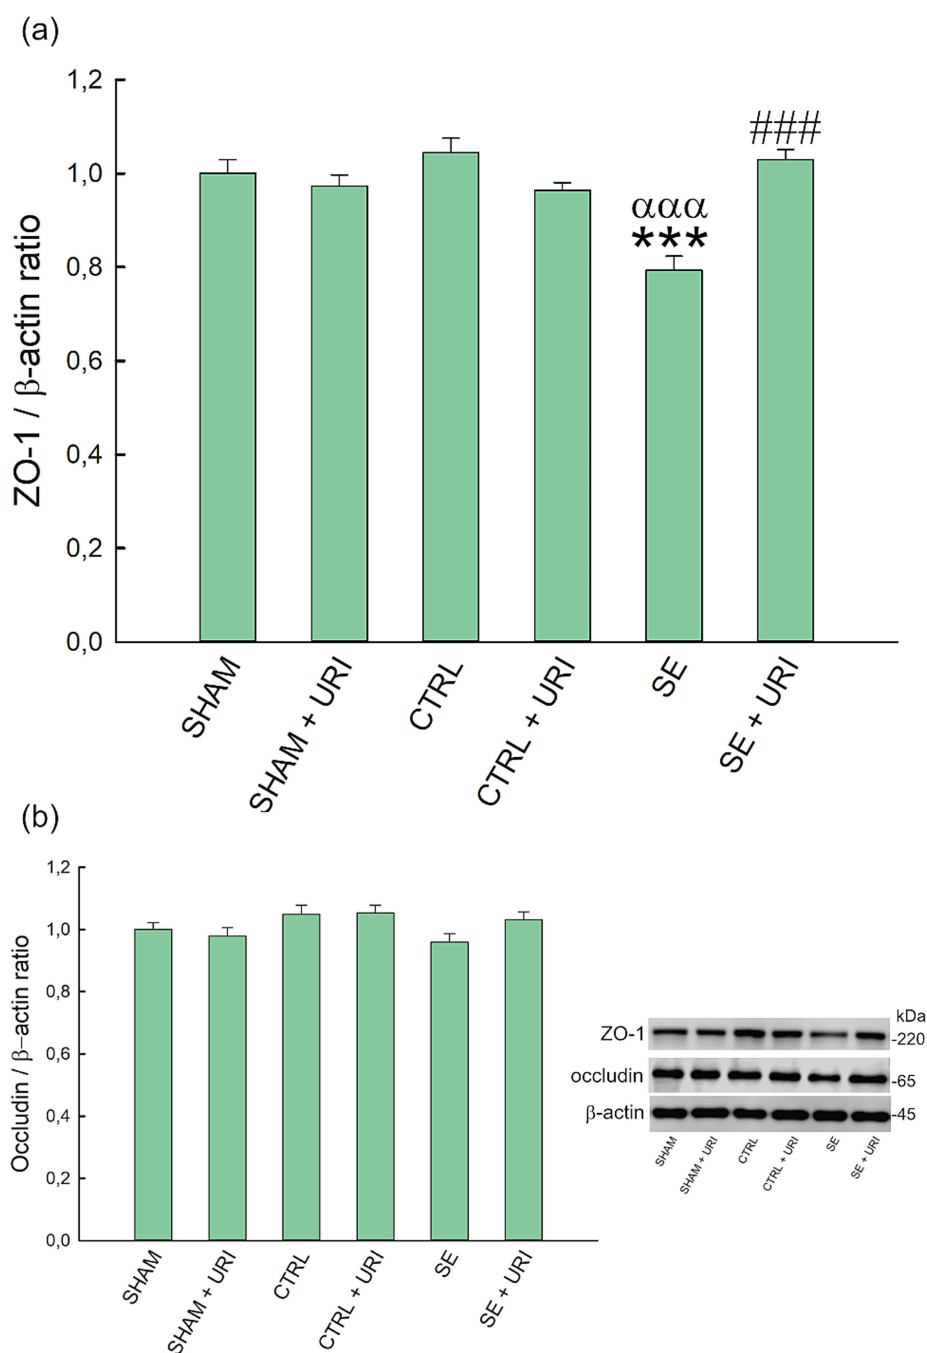 (a)
1,2
1,0
0,8
0,6
0,4
0,2
0,0
ZO-1 / β-actin ratio
ααα
***
###
SHAM
SHAM + URI
CTRL
CTRL + URI
SE
SE + URI
(b)
1,2
1,0
0,8
0,6
0,4
0,2
0,0
Occludin / β−actin ratio
SHAM
SHAM + URI
CTRL
CTRL + URI
SE
SE + URI
kDa
ZO-1 -220
occludin -65
β-actin -45
SHAM
SHAM + URI
CTRL
CTRL + URI
SE
SE + URI